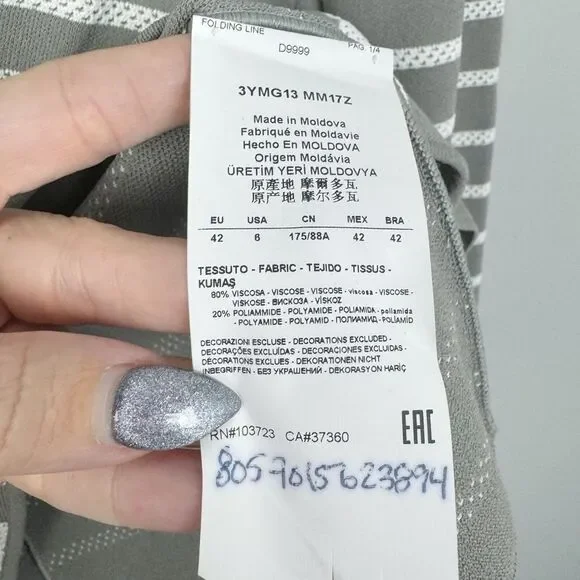 FOLDING LINE
PAG. 1/4
D9999
3YMG13 MM17Z
Made in Moldova
Fabriqué en Moldavie
Hecho En MOLDOVA
Origem Moldávia
ÜRETİM YERİ MOLDOVYA
原產地 摩爾多瓦
原产地 摩尔多瓦
EU USA CN MEX BRA
42 6 175/88A 42 42
TESSUTO - FABRIC - TEJIDO - TISSUS -
KUMAŞ
80% VISCOSA - VISCOSE - VISCOSE - viscosa - VISCOSE -
VISKOSE - ВИСКОЗА - VİSKOZ
20% POLIAMMIDE - POLYAMIDE - POLIAMIDA - poliamida
- POLYAMIDE - POLYAMID - ПОЛИАМИД - POLİAMİD
DECORAZIONI ESCLUSE - DECORATIONS EXCLUDED -
DECORAÇÕES EXCLUÍDAS - DECORACIONES EXCLUIDAS -
DECORATIONS EXCLUES - DEKORATIONEN NICHT
INBEGRIFFEN - БЕЗ УКРАШЕНИЙ - DEKORASYON HARİÇ
RN#103723 CA#37360 EAC
8059015623894